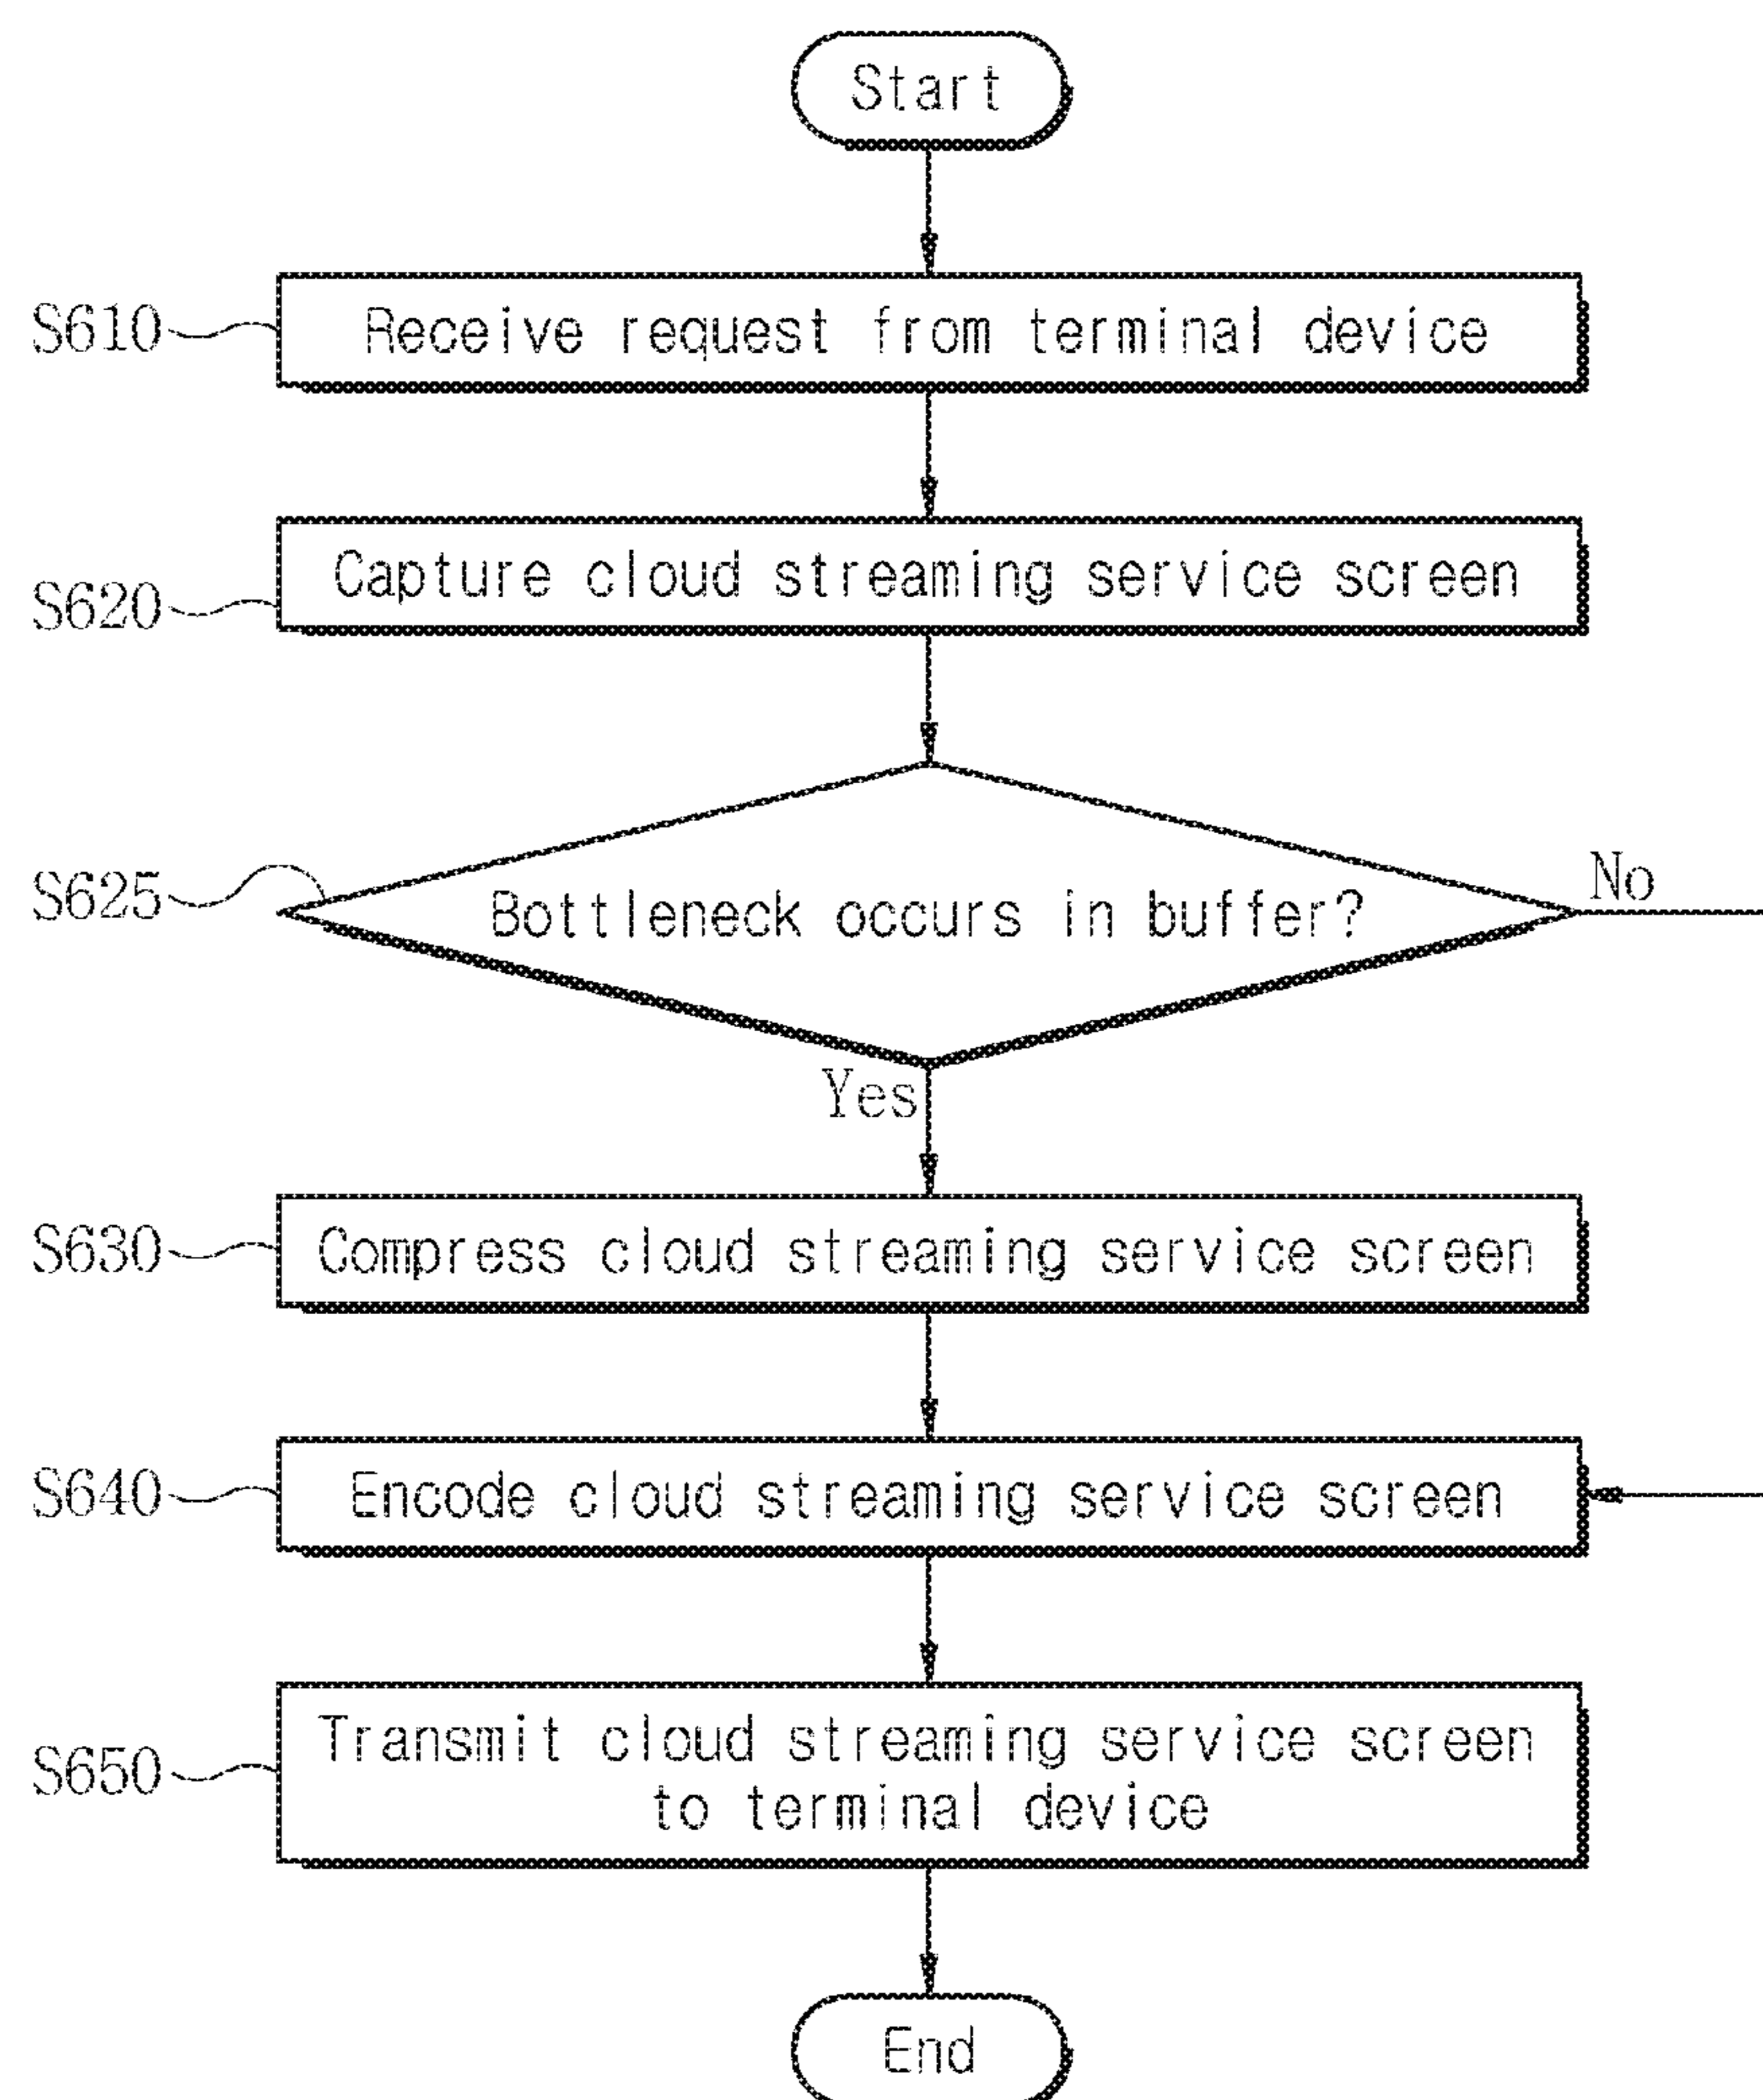 Start
S610
Receive request from terminal device
S620
Capture cloud streaming service screen
S625
Bottleneck occurs in buffer?
No
Yes
S630
Compress cloud streaming service screen
S640
Encode cloud streaming service screen
S650
Transmit cloud streaming service screen
to terminal device
End